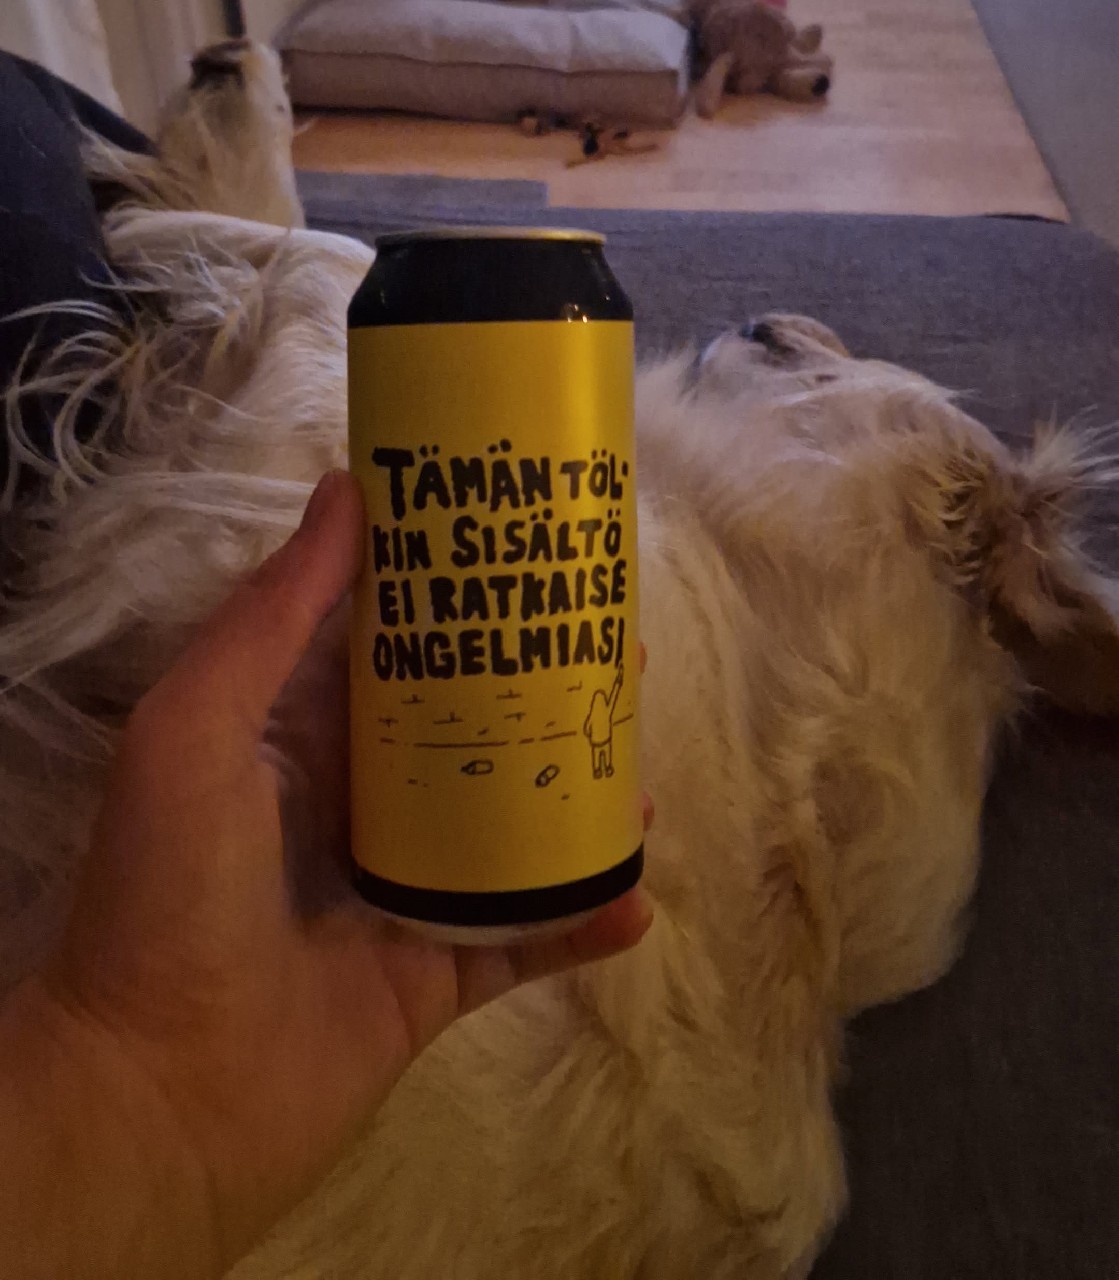 TÄMÄN TÖL-
KIN SISÄLTÖ
EI RATKAISE
ONGELMIASI